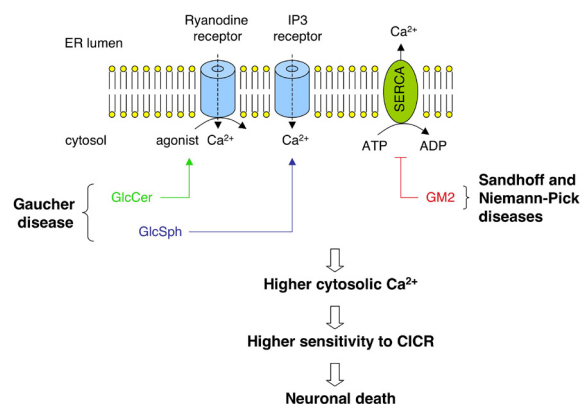 Ryanodine
receptor
IP3
receptor
Ca²⁺
ER lumen
SERCA
cytosol
agonist
Ca²⁺
Ca²⁺
ATP
ADP
Gaucher
disease
GlcCer
GlcSph
GM2
Sandhoff and
Niemann-Pick
diseases
Higher cytosolic Ca²⁺
Higher sensitivity to CICR
Neuronal death